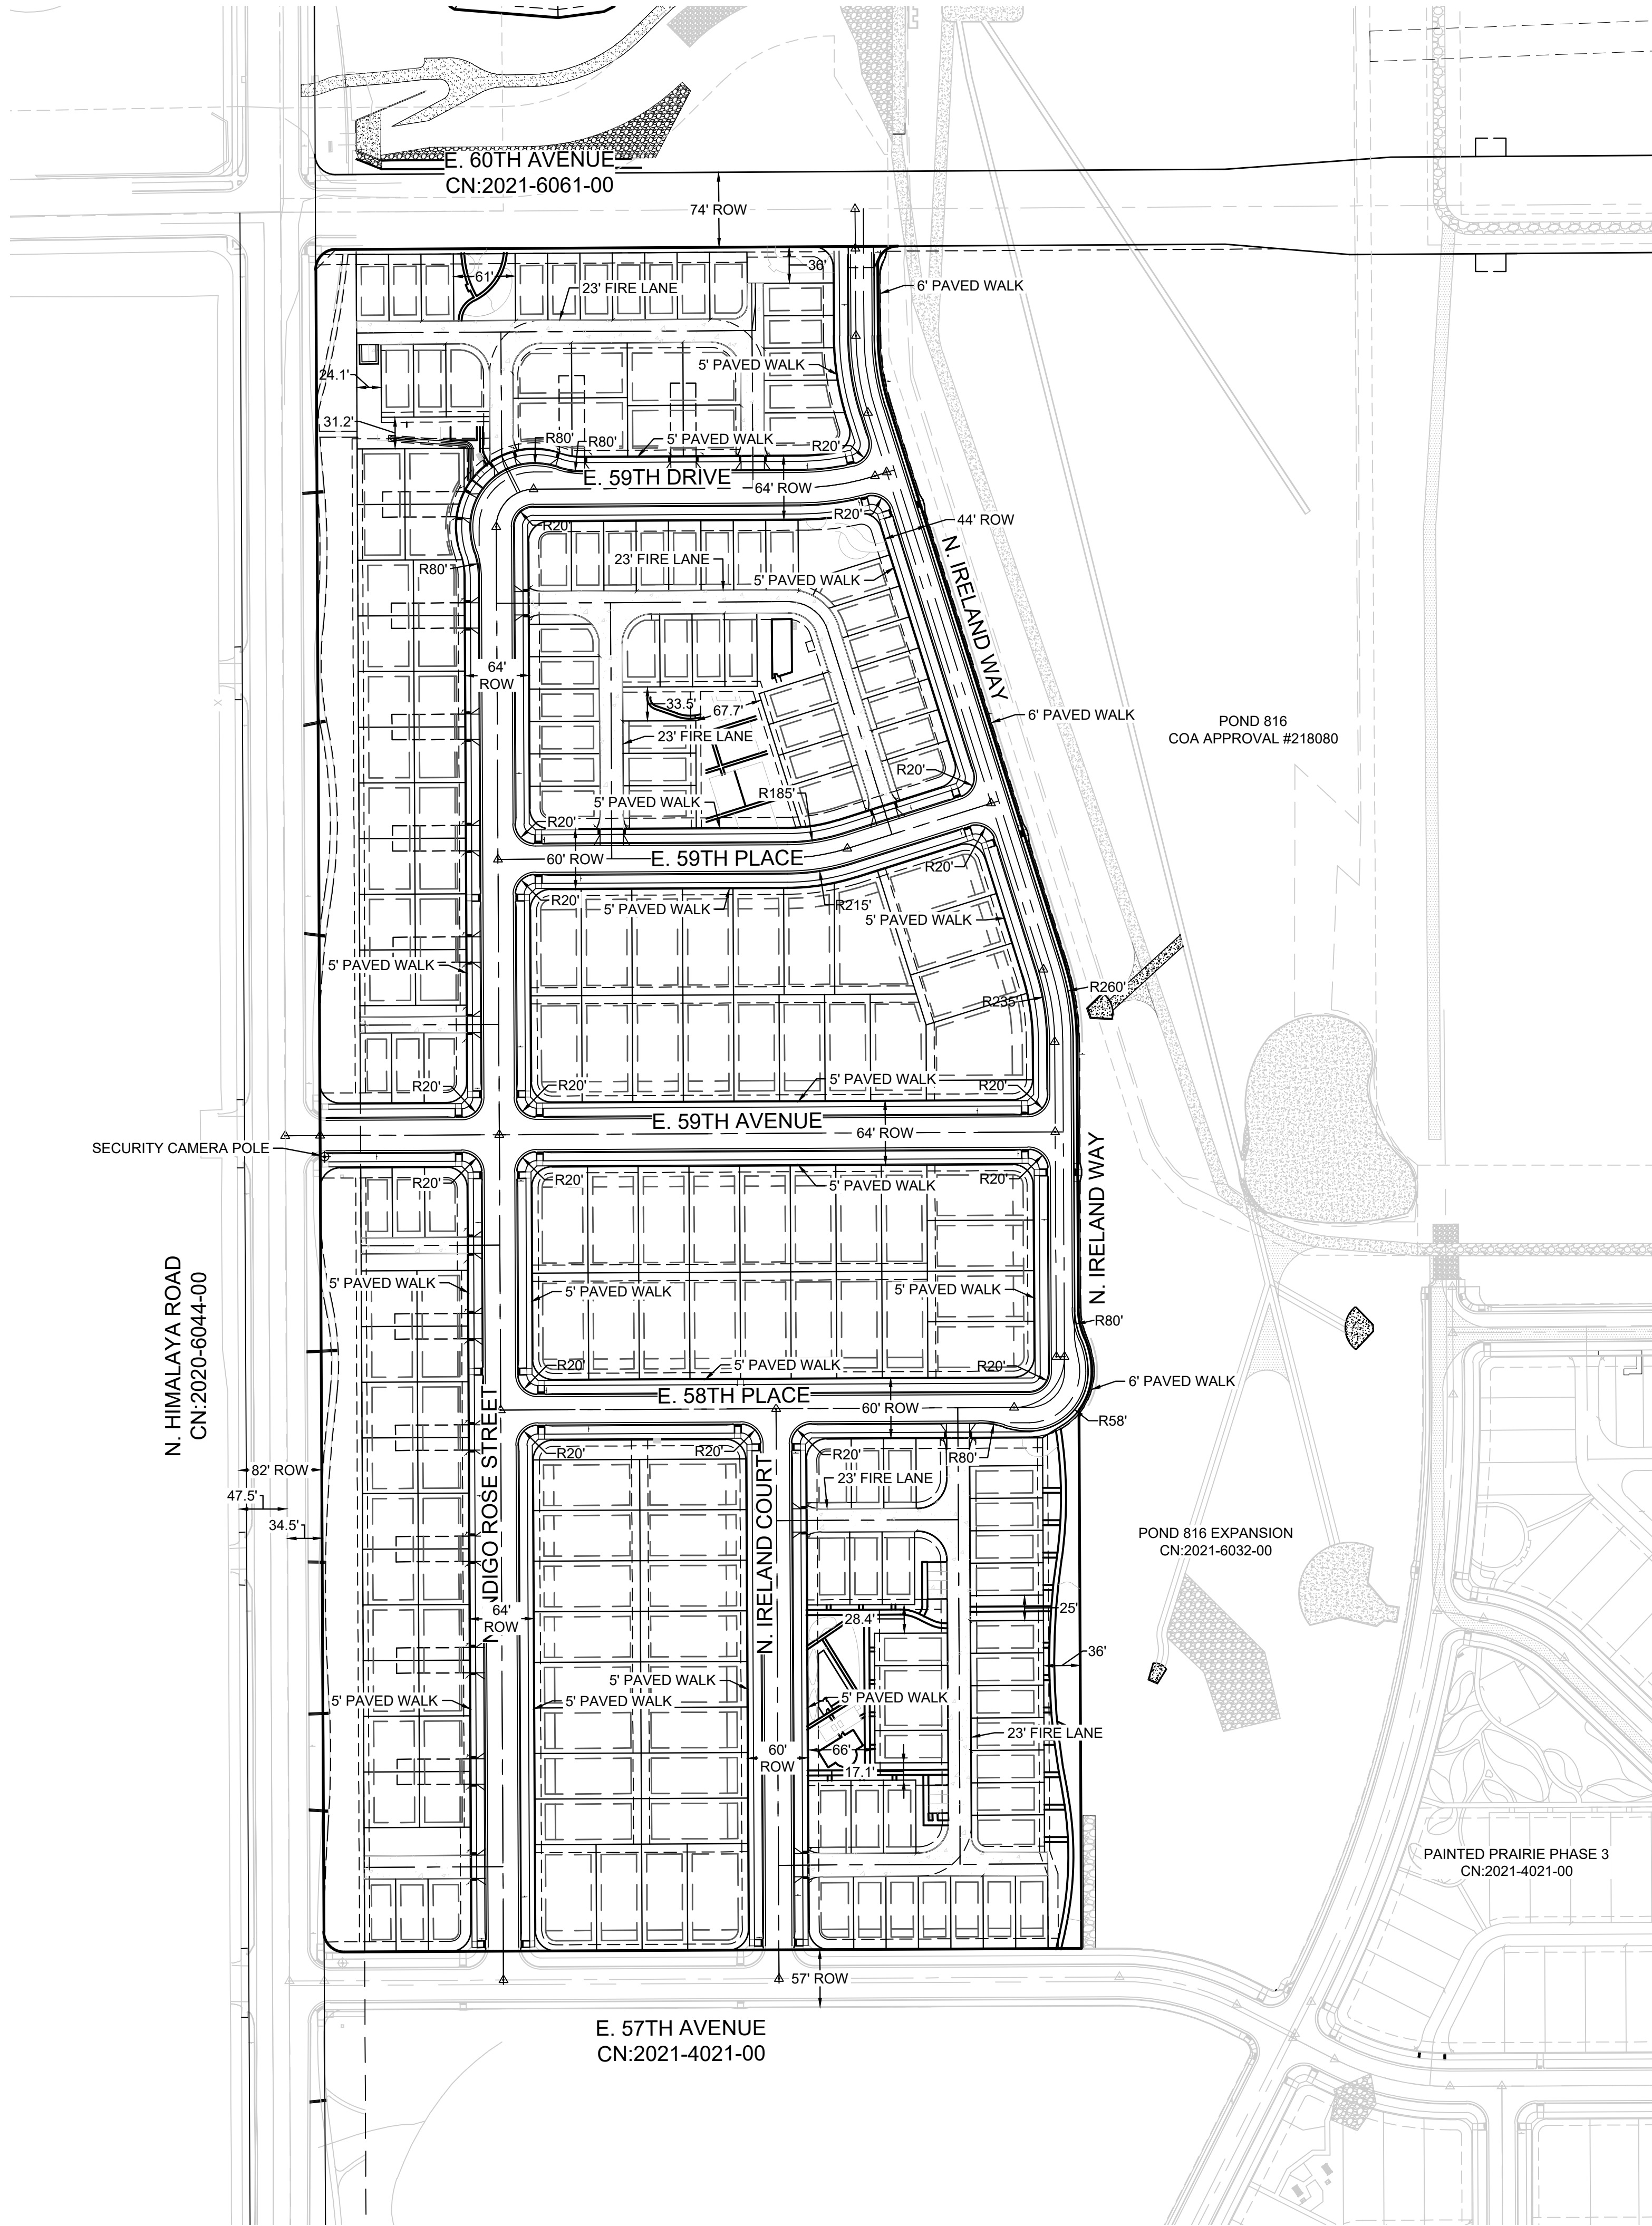 E. 60TH AVENUE
CN:2021-6061-00
74' ROW
36'
61'
23' FIRE LANE
6' PAVED WALK
5' PAVED WALK
24.1'
31.2'
R80'
R80'
5' PAVED WALK
R20'
E. 59TH DRIVE
64' ROW
R20'
R20'
44' ROW
N. IRELAND WAY
23' FIRE LANE
R80'
5' PAVED WALK
64'
ROW
33.5'
67.7'
23' FIRE LANE
6' PAVED WALK
POND 816
COA APPROVAL #218080
R20'
R185'
5' PAVED WALK
R20'
60' ROW
E. 59TH PLACE
R20'
R20'
R215'
5' PAVED WALK
5' PAVED WALK
5' PAVED WALK
R260'
R235'
R20'
R20'
5' PAVED WALK
R20'
E. 59TH AVENUE
64' ROW
SECURITY CAMERA POLE
N. IRELAND WAY
R20'
R20'
R20'
5' PAVED WALK
N. HIMALAYA ROAD
CN:2020-6044-00
5' PAVED WALK
5' PAVED WALK
5' PAVED WALK
R80'
R20'
5' PAVED WALK
R20'
6' PAVED WALK
E. 58TH PLACE
60' ROW
R58'
R20'
R20'
R20'
R80'
23' FIRE LANE
82' ROW
47.5'
34.5'
INDIGO ROSE STREET
N. IRELAND COURT
POND 816 EXPANSION
CN:2021-6032-00
64'
ROW
28.4'
25'
36'
5' PAVED WALK
5' PAVED WALK
5' PAVED WALK
5' PAVED WALK
23' FIRE LANE
60'
ROW
66'
17.1'
PAINTED PRAIRIE PHASE 3
CN:2021-4021-00
57' ROW
E. 57TH AVENUE
CN:2021-4021-00